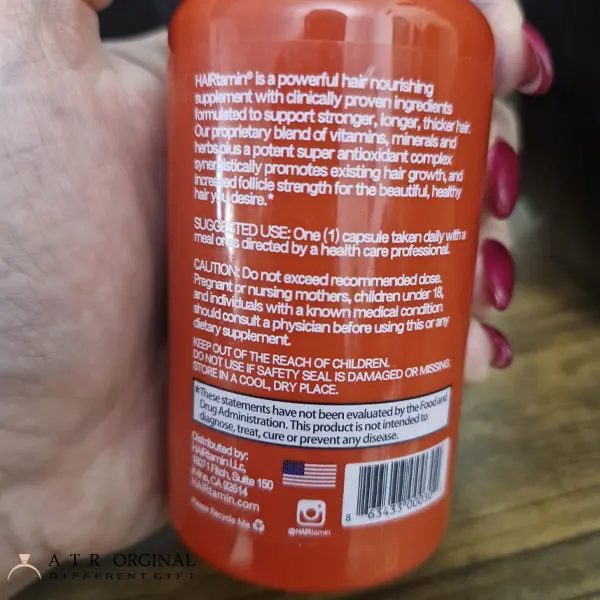 HAIRtamin® is a powerful hair nourishing
supplement with clinically proven ingredients
formulated to support stronger, longer, thicker hair.
Our proprietary blend of vitamins, minerals and
herbs plus a potent super antioxidant complex
synergistically promotes existing hair growth, and
increased follicle strength for the beautiful, healthy
hair you desire.*
SUGGESTED USE: One (1) capsule taken daily with a
meal or as directed by a health care professional.
CAUTION: Do not exceed recommended dose.
Pregnant or nursing mothers, children under 18,
and individuals with a known medical condition
should consult a physician before using this or any
dietary supplement.
KEEP OUT OF THE REACH OF CHILDREN.
DO NOT USE IF SAFETY SEAL IS DAMAGED OR MISSING.
STORE IN A COOL, DRY PLACE.
*These statements have not been evaluated by the Food and
Drug Administration. This product is not intended to
diagnose, treat, cure or prevent any disease.
Distributed by:
HAIRtamin LLC,
18071 Fitch, Suite 150
Irvine, CA 92614
HAIRtamin.com
Please Recycle Me
@HAIRtamin
8 63433 00030
A T R ORGINAL
DIFFERENT GIFT